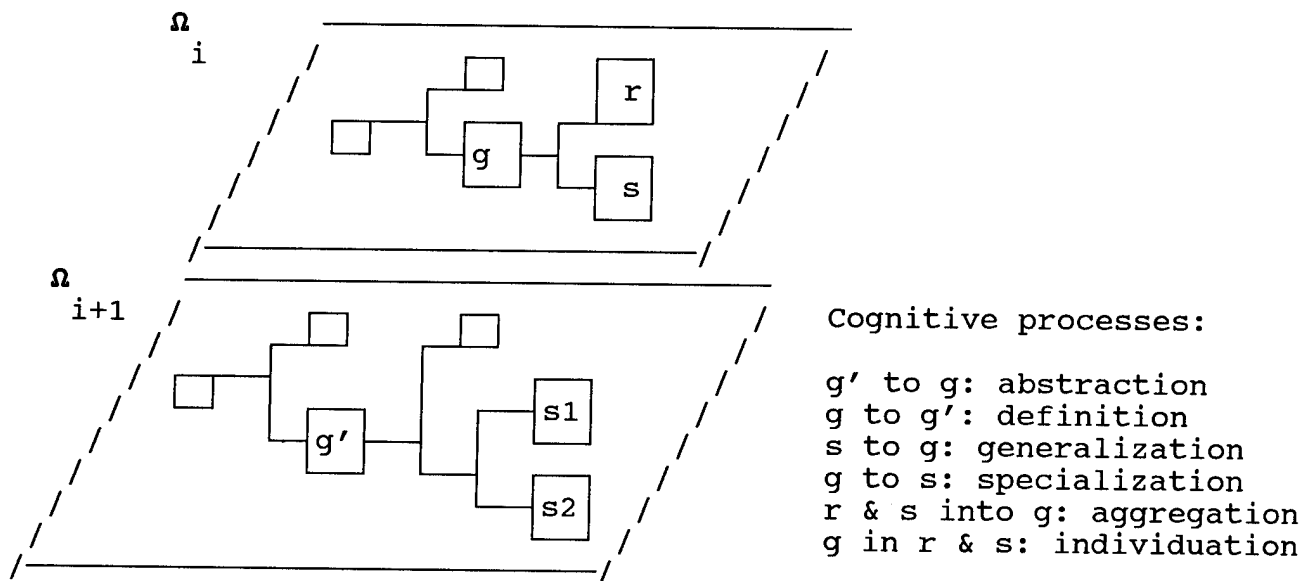 Ω
i
r
g
s
Ω
i+1
Cognitive processes:
g' to g: abstraction
g to g': definition
s to g: generalization
g to s: specialization
r & s into g: aggregation
g in r & s: individuation
s1
g'
s2